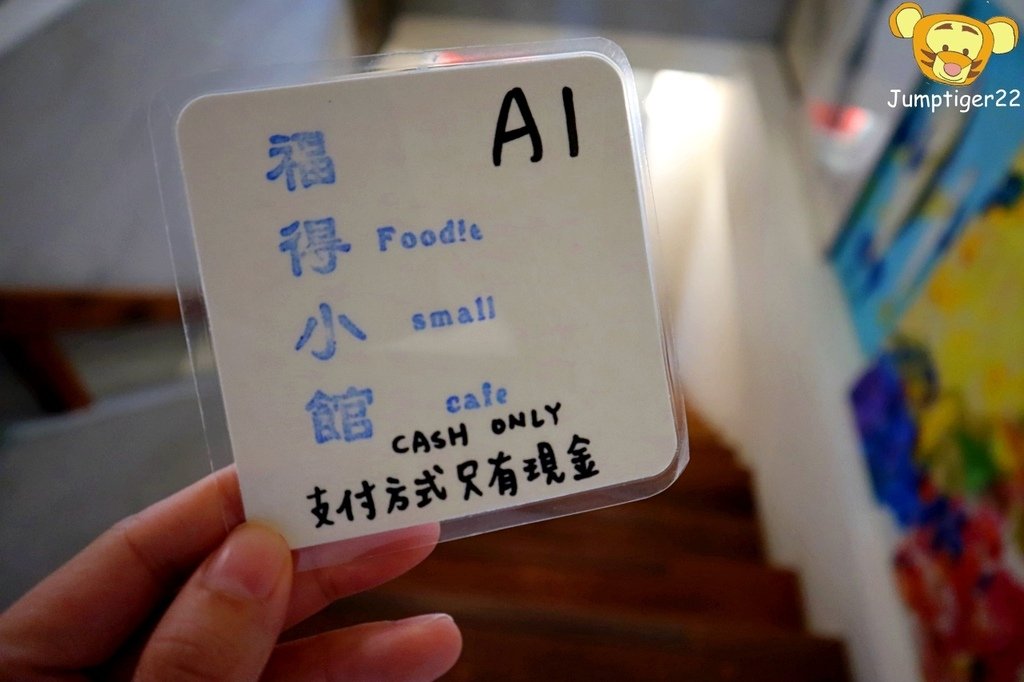 A1
福
得 Foodie
小 small
館 cafe
CASH ONLY
支付方式只有現金
Jumptiger22